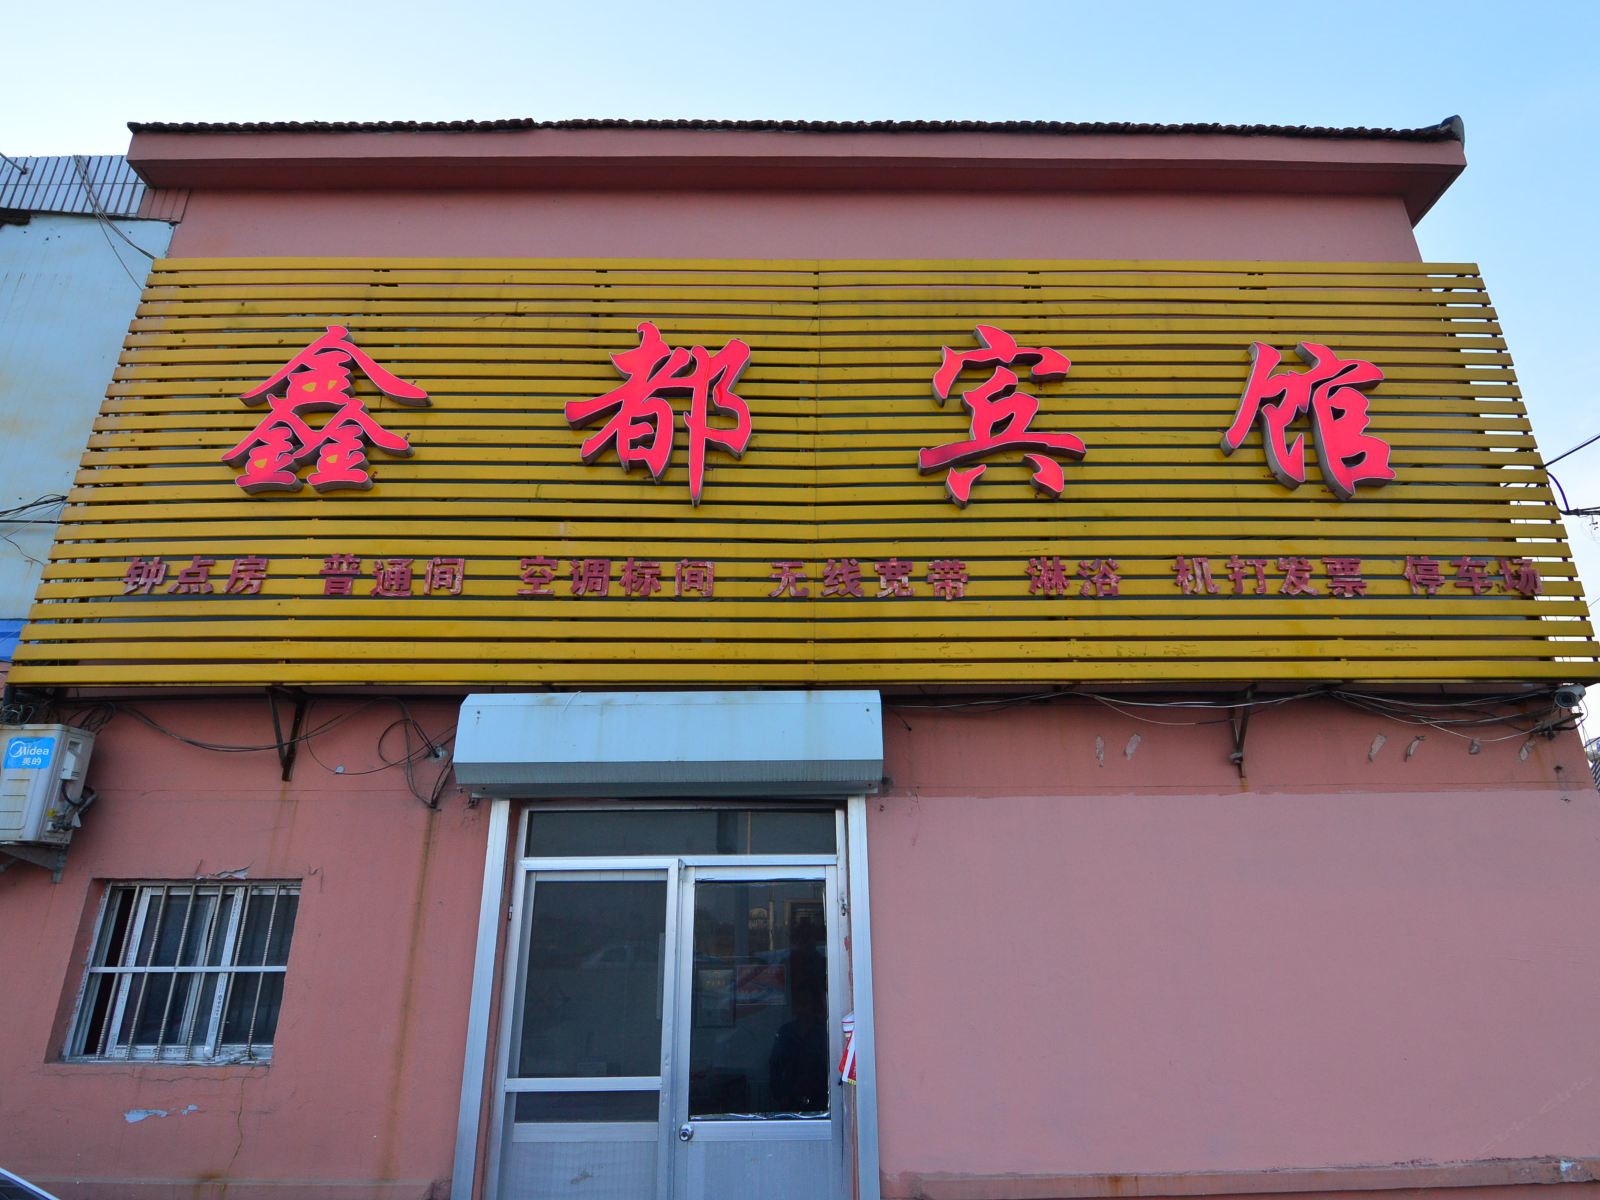 鑫都宾馆
钟点房 普通间 空调标间 无线宽带 淋浴 机打发票 停车场
Midea
美的